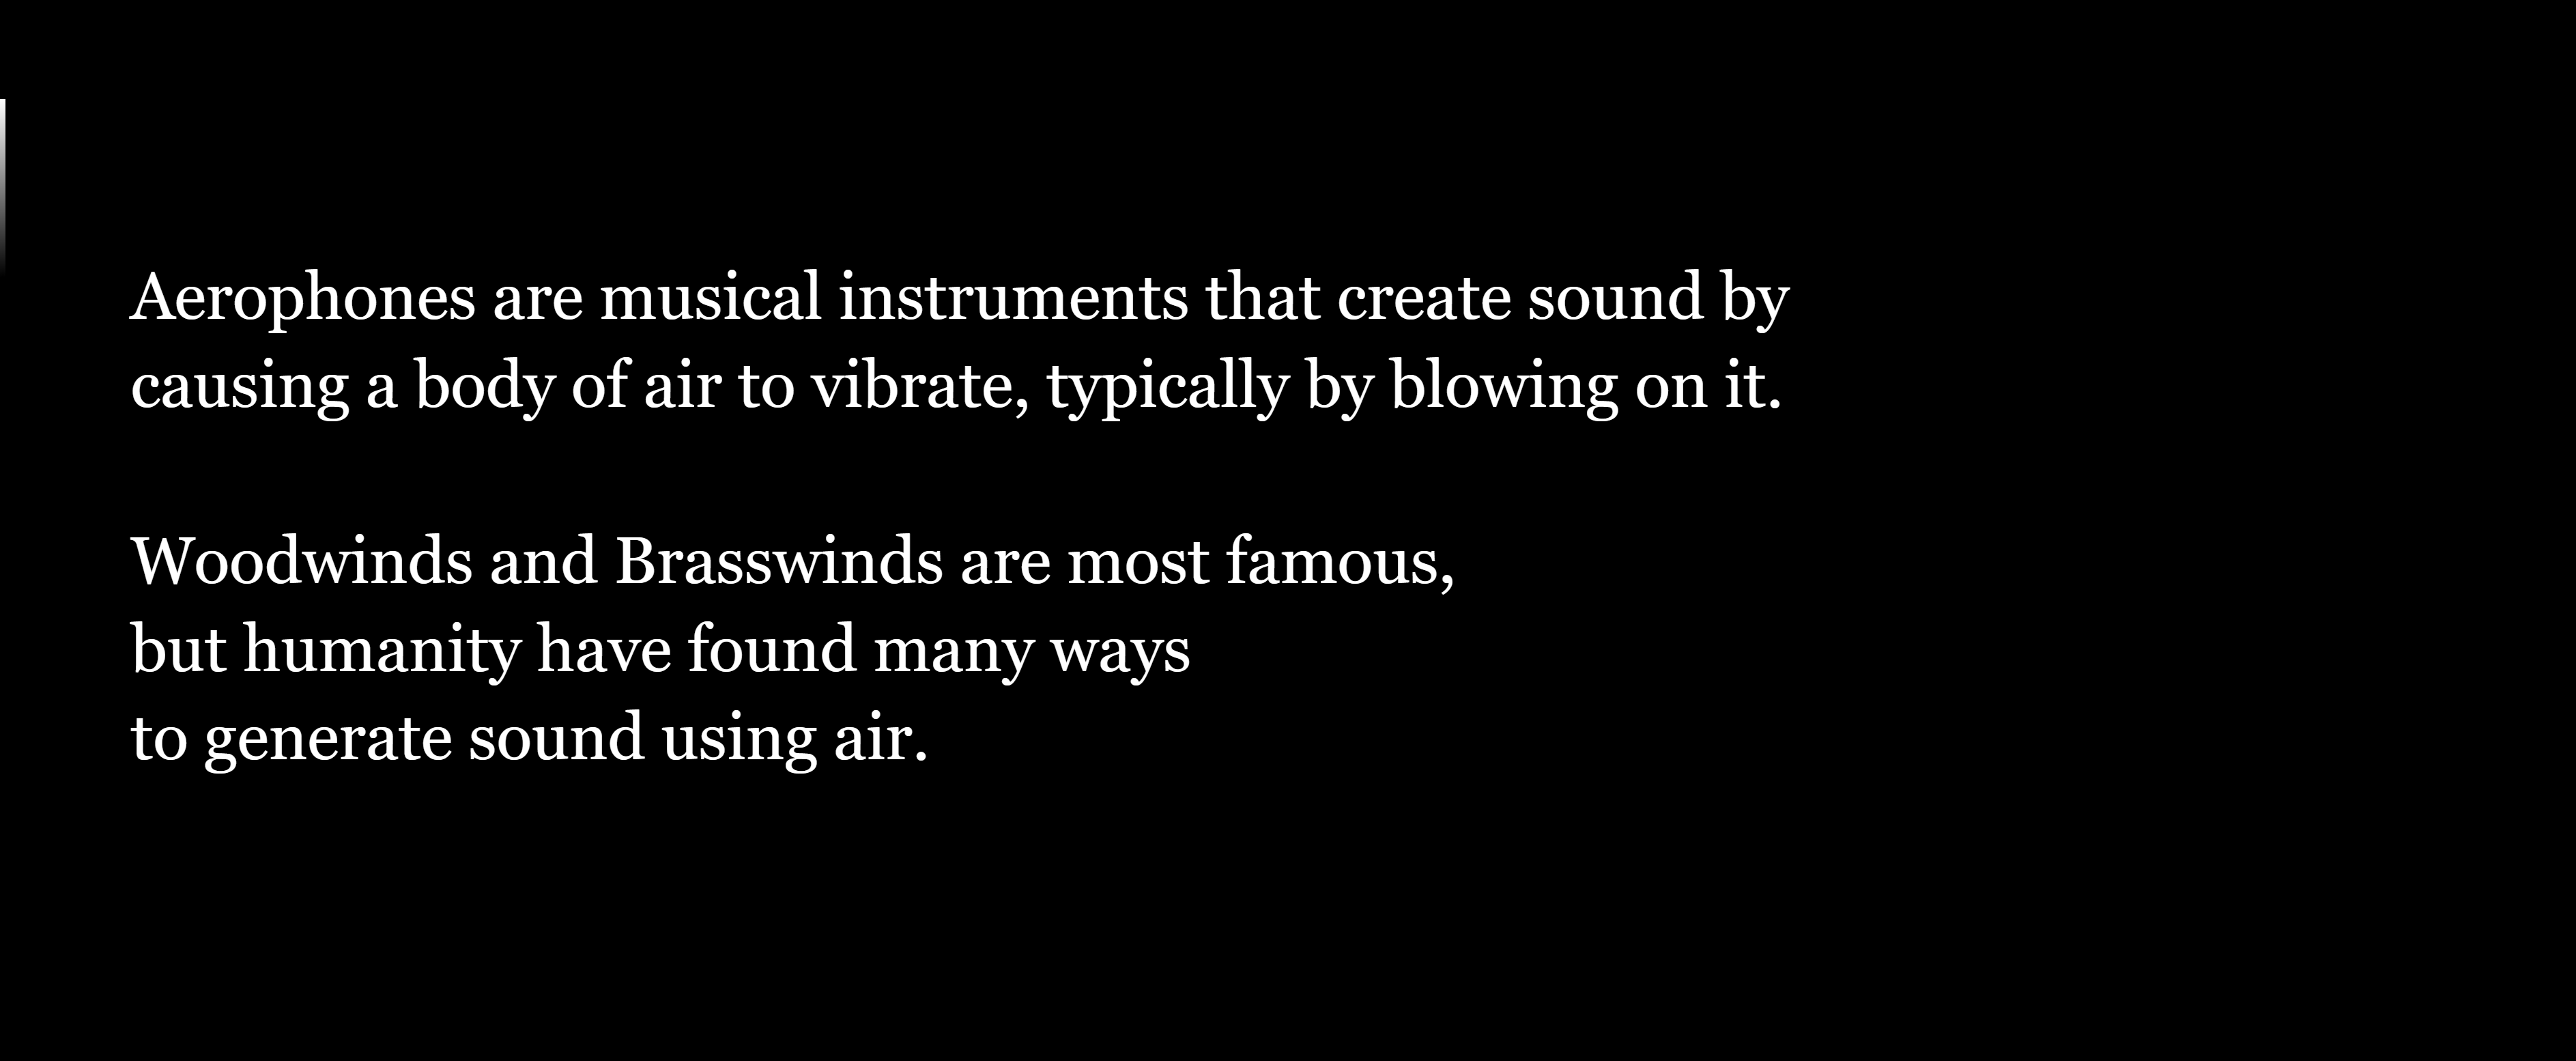 Aerophones are musical instruments that create sound by
causing a body of air to vibrate, typically by blowing on it.
Woodwinds and Brasswinds are most famous,
but humanity have found many ways
to generate sound using air.